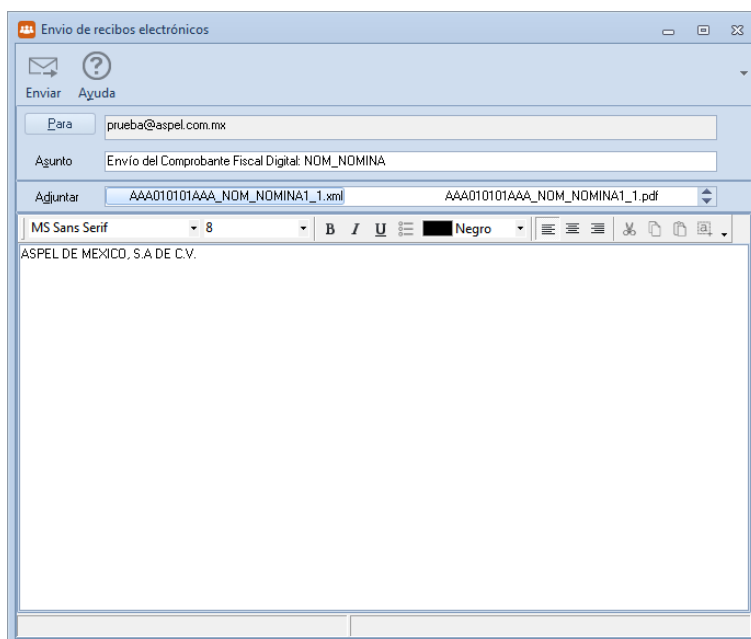 Envio de recibos electrónicos
Enviar Ayuda
Para prueba@aspel.com.mx
Asunto Envío del Comprobante Fiscal Digital: NOM_NOMINA
Adjuntar AAA010101AAA_NOM_NOMINA1_1.xml AAA010101AAA_NOM_NOMINA1_1.pdf
MS Sans Serif 8 B I U Negro
ASPEL DE MEXICO, S.A DE C.V.